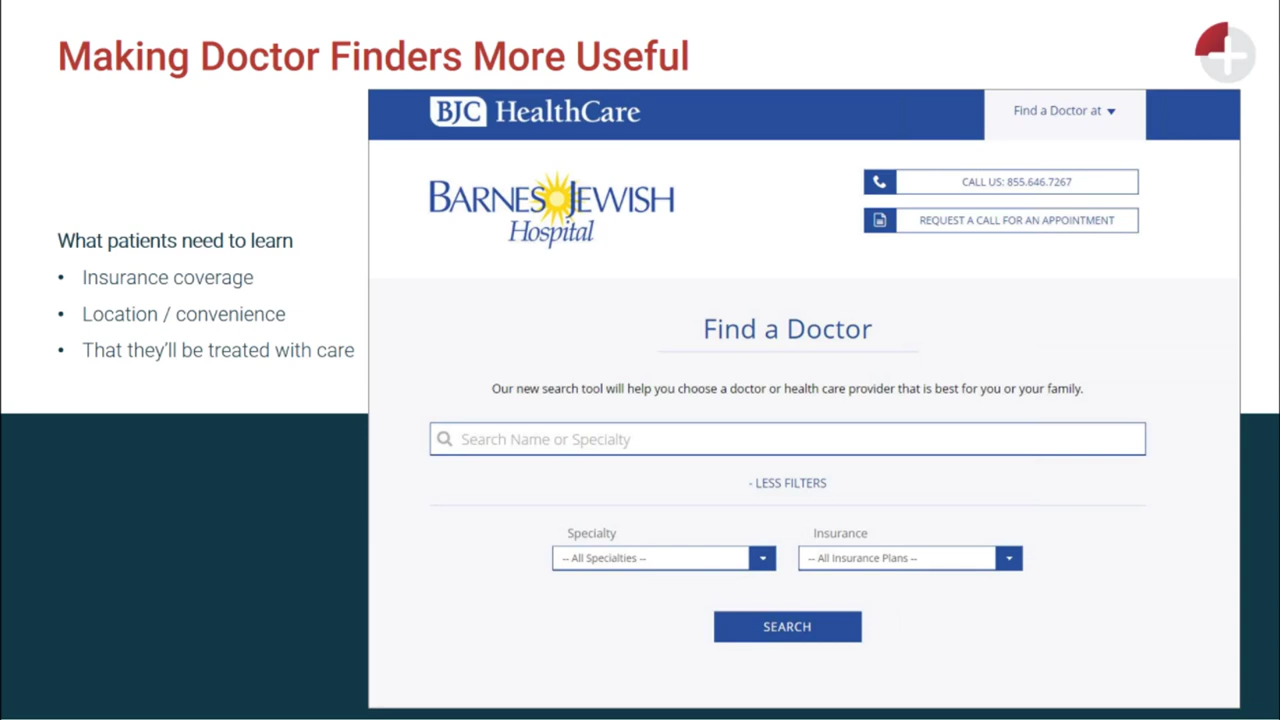 Making Doctor Finders More Useful
BJC HealthCare
Find a Doctor at
BARNES JEWISH
Hospital
CALL US: 855.646.7267
REQUEST A CALL FOR AN APPOINTMENT
What patients need to learn
• Insurance coverage
• Location / convenience
• That they'll be treated with care
Find a Doctor
Our new search tool will help you choose a doctor or health care provider that is best for you or your family.
Search Name or Specialty
- LESS FILTERS
Specialty
-- All Specialties --
Insurance
-- All Insurance Plans --
SEARCH